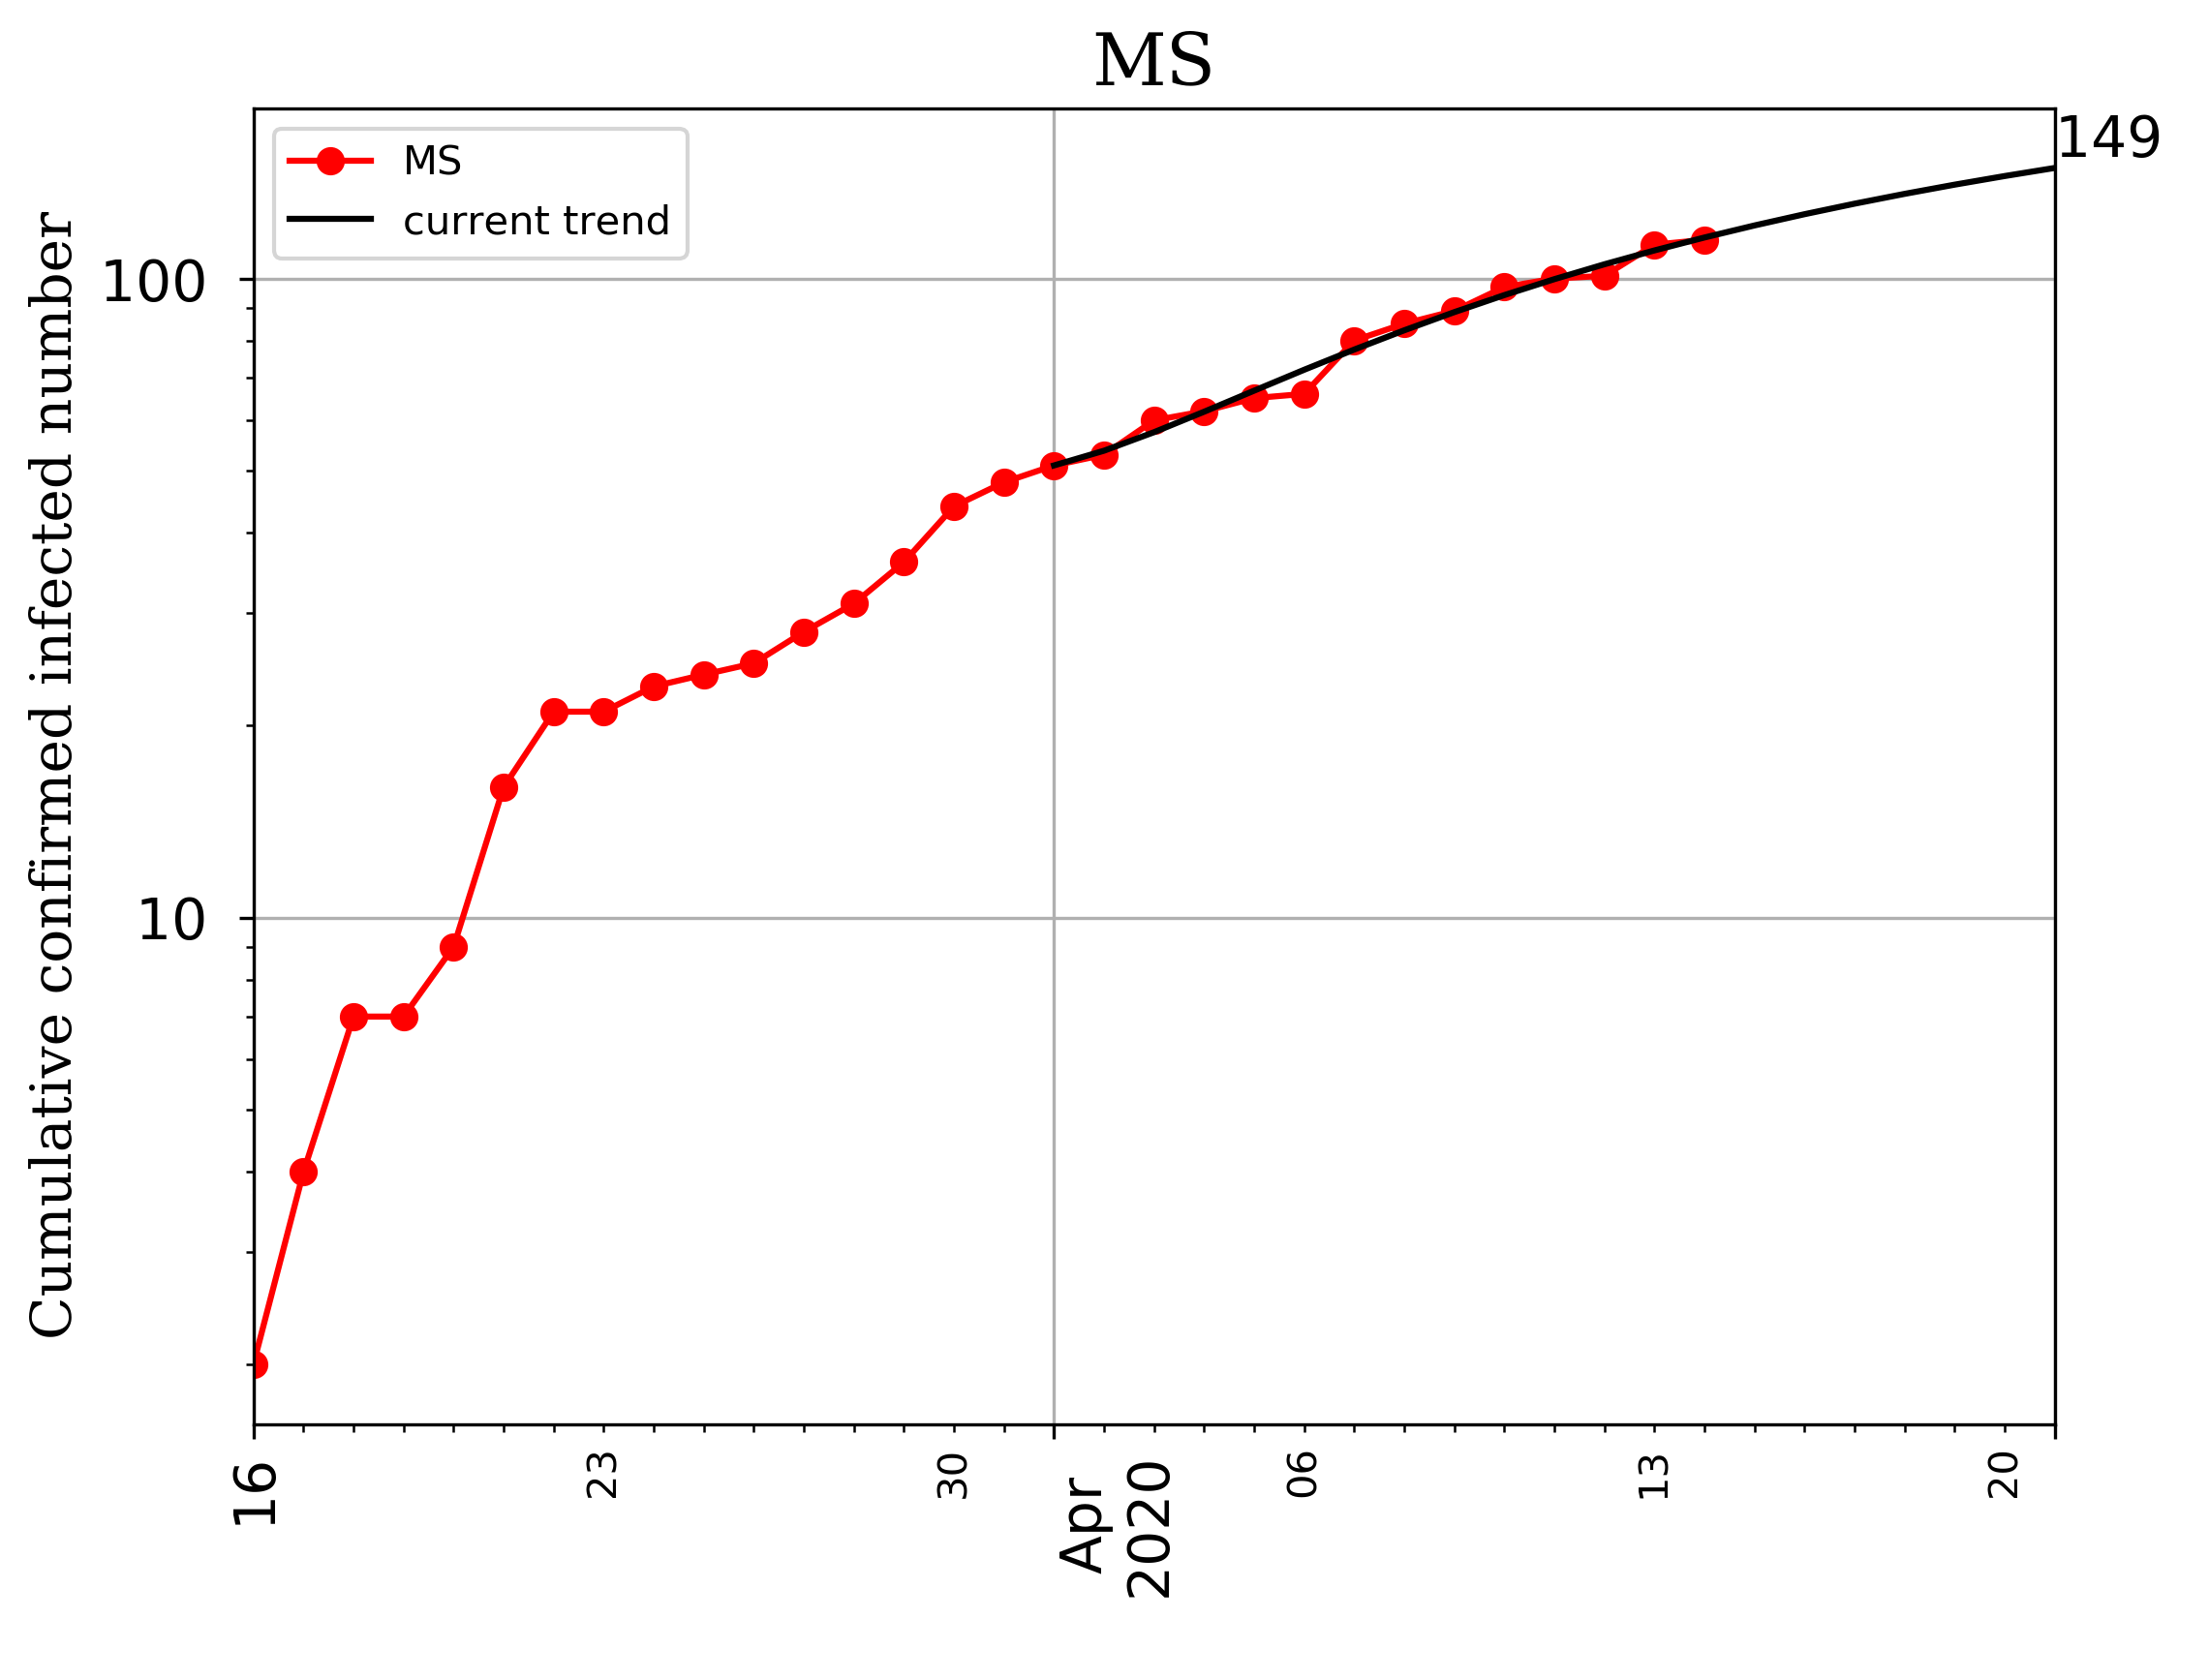 MS
149
MS
current trend
Cumulative confirmed infected number
100
10
16
23
30
Apr
2020
06
13
20